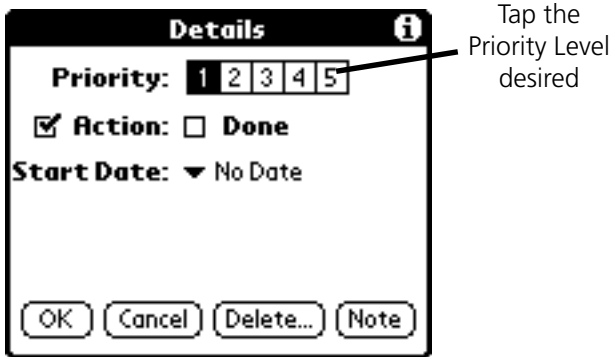 Details i
Tap the
Priority Level
desired
Priority: 1 2 3 4 5
Action: Done
Start Date: No Date
OK Cancel Delete... Note